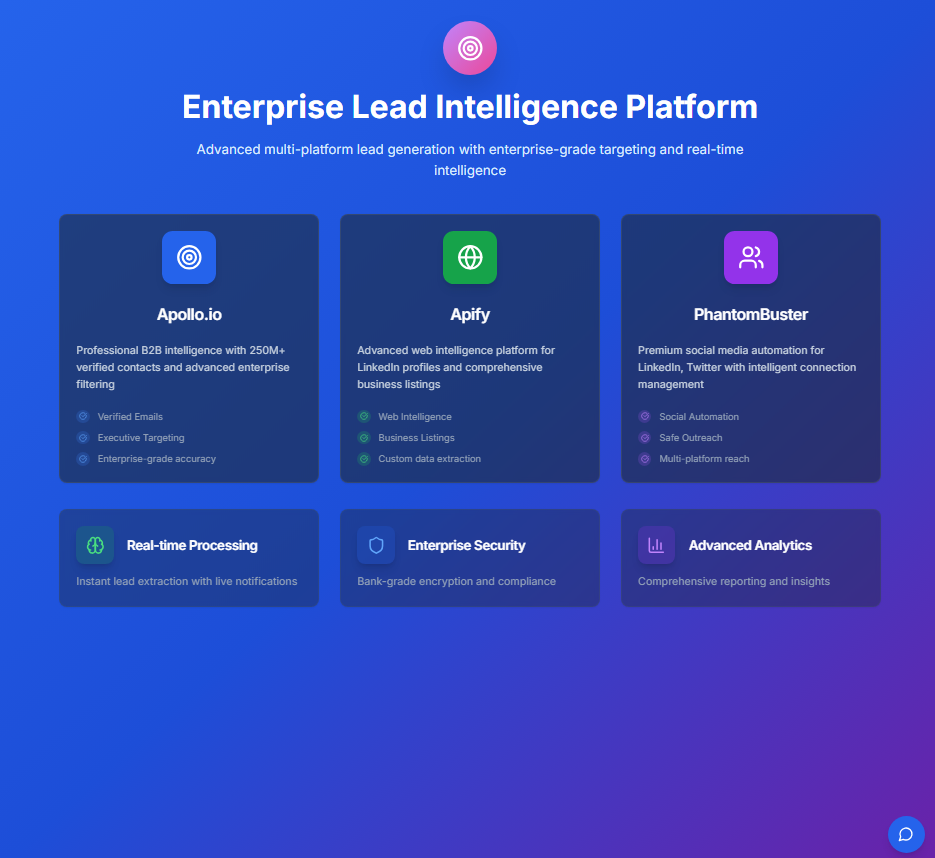 Enterprise Lead Intelligence Platform
Advanced multi-platform lead generation with enterprise-grade targeting and real-time
intelligence
Apollo.io
Professional B2B intelligence with 250M+
verified contacts and advanced enterprise
filtering
Verified Emails
Executive Targeting
Enterprise-grade accuracy
Apify
Advanced web intelligence platform for
LinkedIn profiles and comprehensive
business listings
Web Intelligence
Business Listings
Custom data extraction
PhantomBuster
Premium social media automation for
LinkedIn, Twitter with intelligent connection
management
Social Automation
Safe Outreach
Multi-platform reach
Real-time Processing
Instant lead extraction with live notifications
Enterprise Security
Bank-grade encryption and compliance
Advanced Analytics
Comprehensive reporting and insights